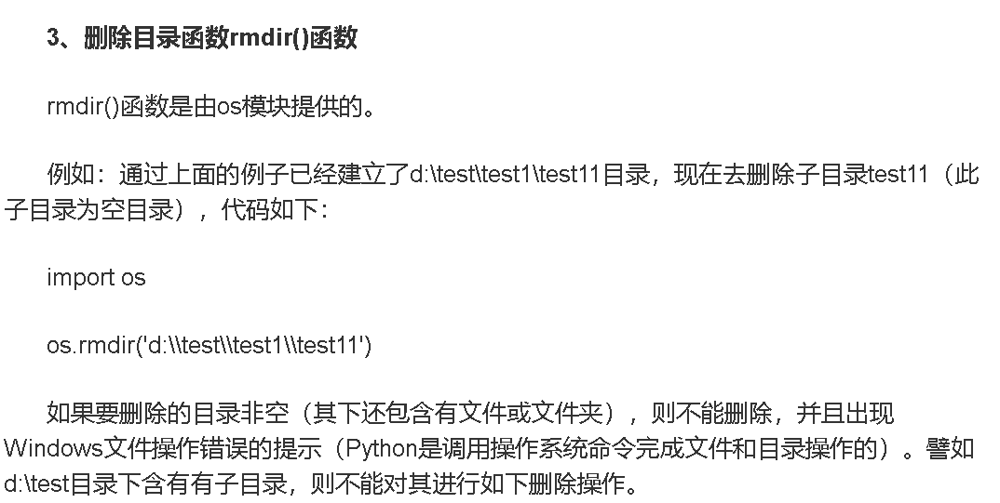 3、删除目录函数rmdir()函数
rmdir()函数是由os模块提供的。
例如：通过上面的例子已经建立了d:\test\test1\test11目录，现在去删除子目录test11（此
子目录为空目录），代码如下：
import os
os.rmdir('d:\\test\\test1\\test11')
如果要删除的目录非空（其下还包含有文件或文件夹），则不能删除，并且出现
Windows文件操作错误的提示（Python是调用操作系统命令完成文件和目录操作的）。譬如
d:\test目录下含有有子目录，则不能对其进行如下删除操作。